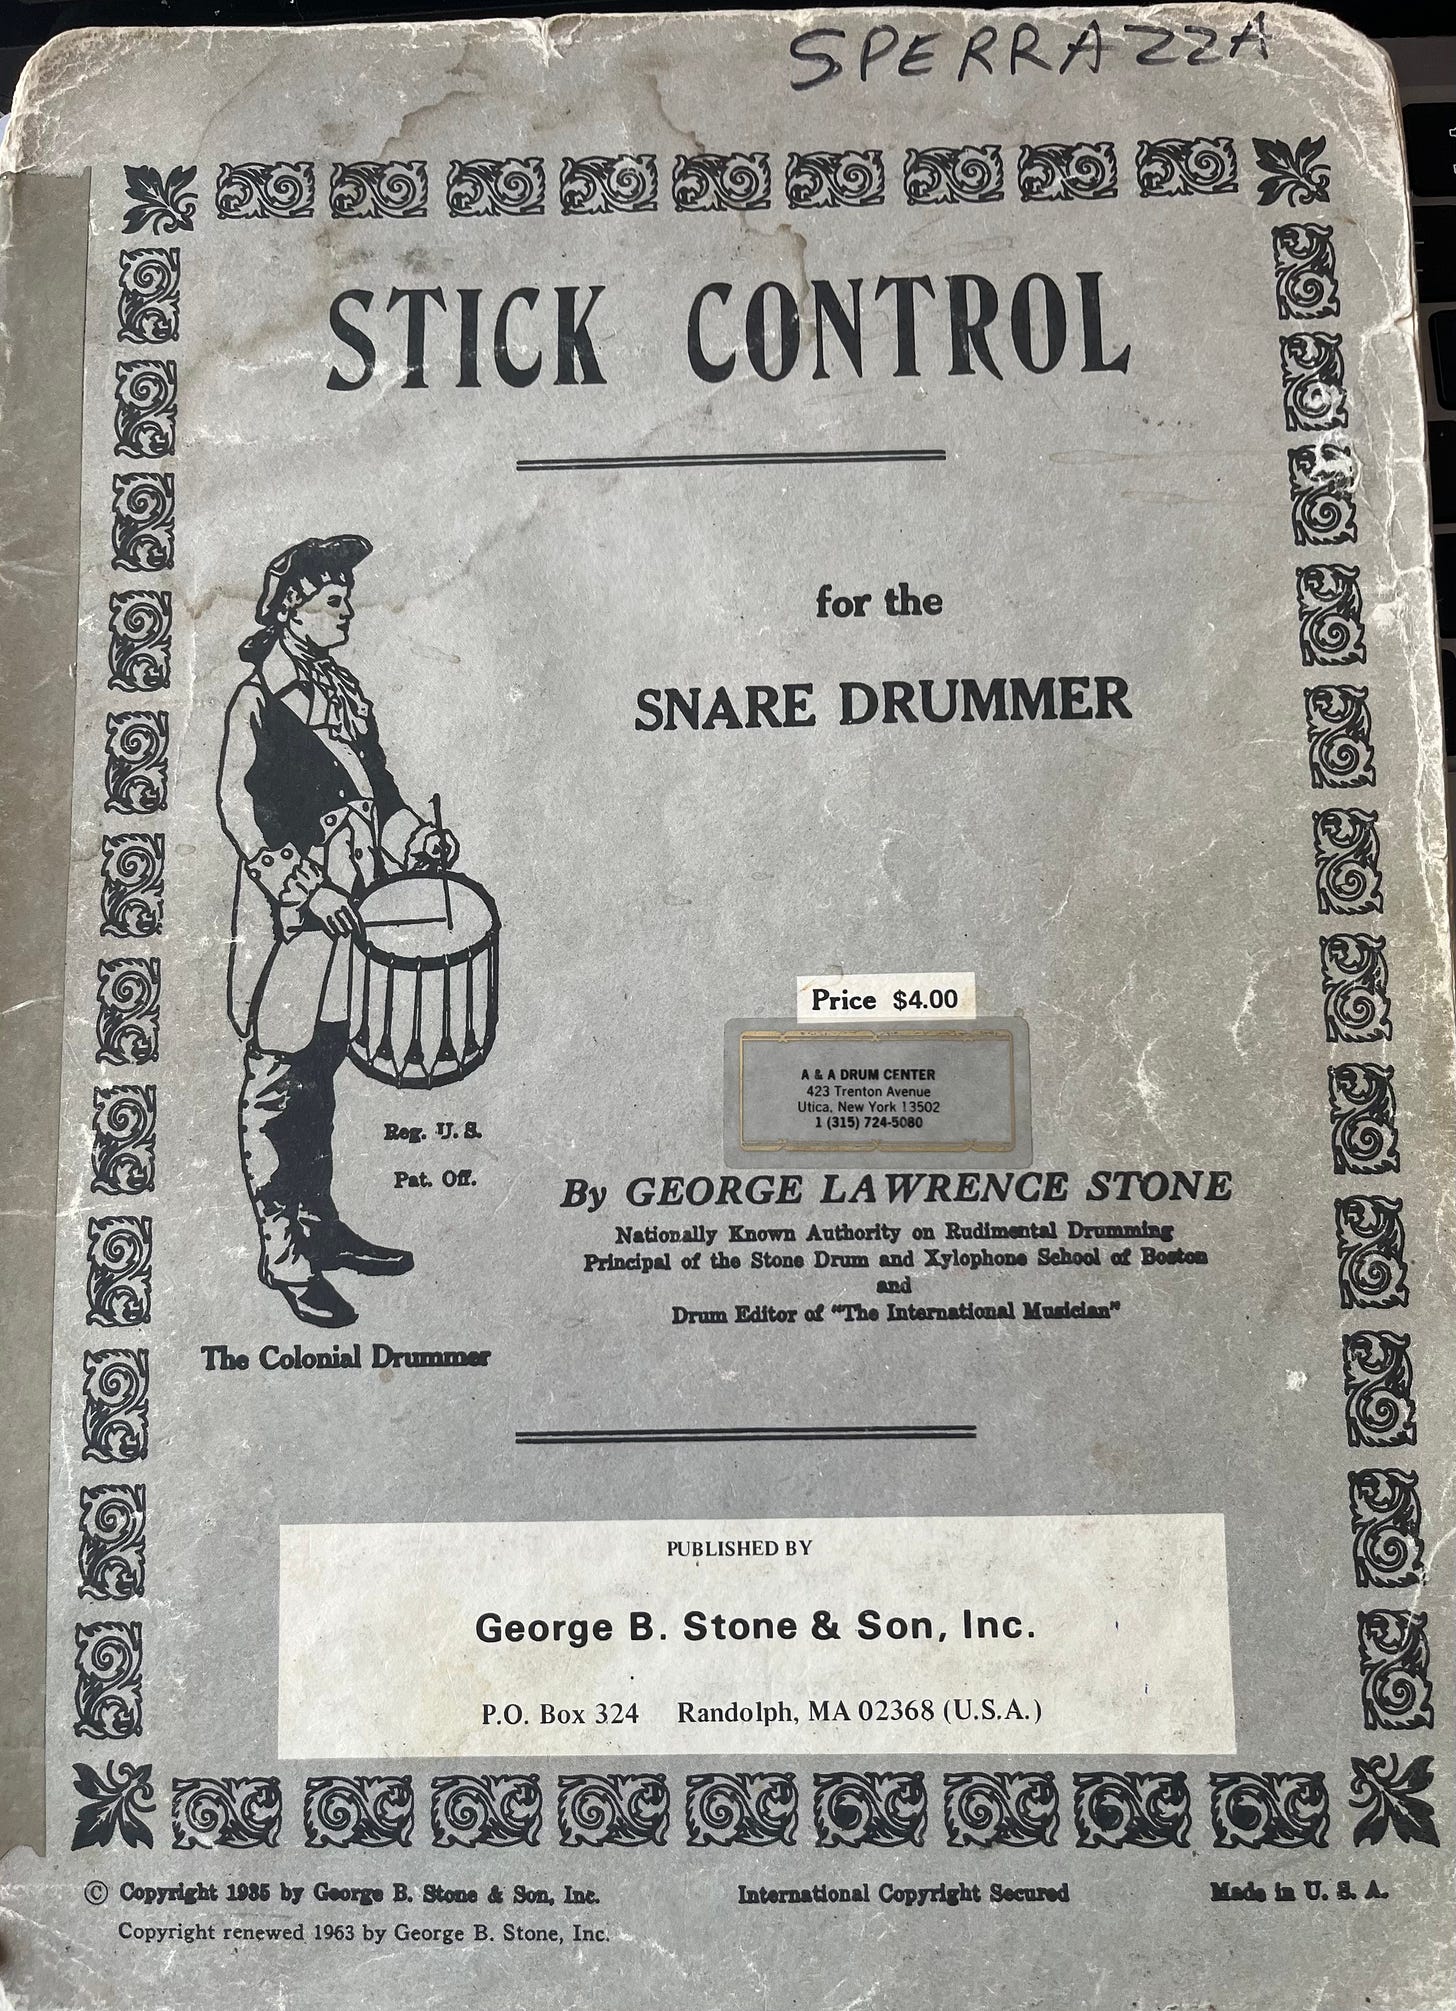 SPERRAZZA
STICK CONTROL
for the
SNARE DRUMMER
Price $4.00
A & A DRUM CENTER
423 Trenton Avenue
Utica, New York 13502
1 (315) 724-5080
Reg. U. S.
Pat. Off.
By GEORGE LAWRENCE STONE
Nationally Known Authority on Rudimental Drumming
Principal of the Stone Drum and Xylophone School of Boston
and
Drum Editor of "The International Musician"
The Colonial Drummer
PUBLISHED BY
George B. Stone & Son, Inc.
P.O. Box 324 Randolph, MA 02368 (U.S.A.)
© Copyright 1935 by George B. Stone & Son, Inc. International Copyright Secured Made in U. S. A.
Copyright renewed 1963 by George B. Stone, Inc.